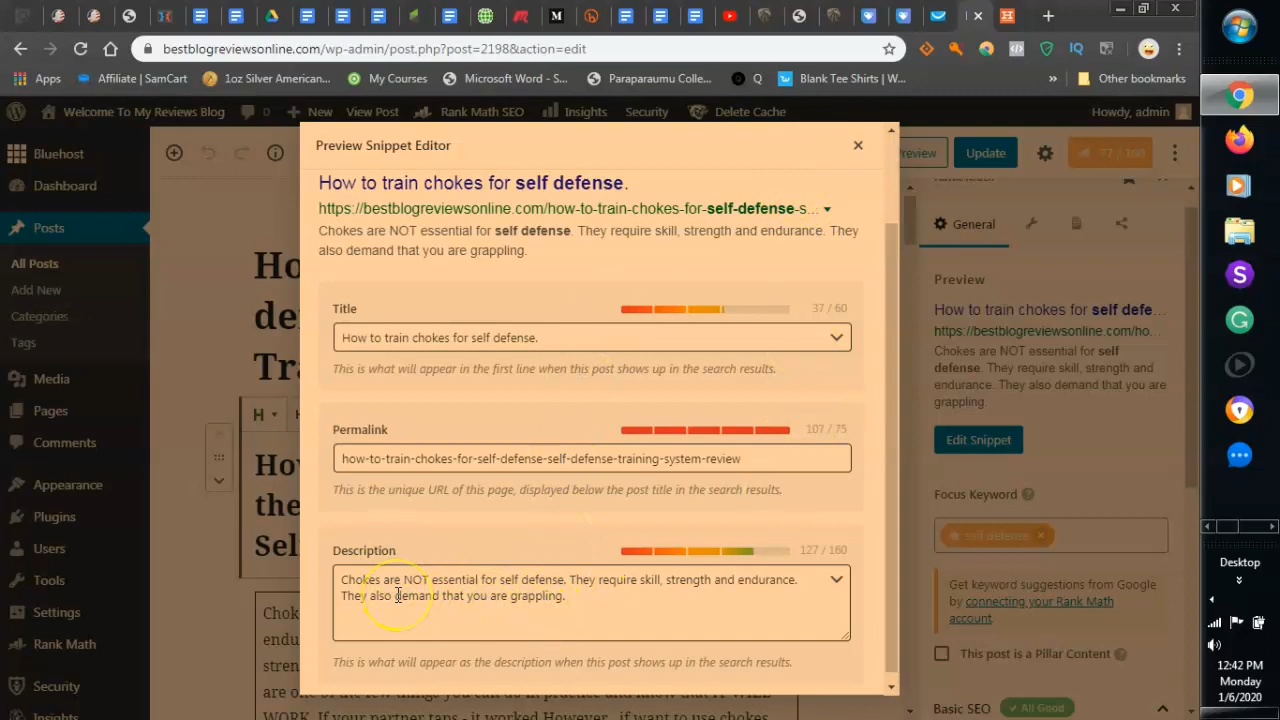 bestblogreviewsonline.com/wp-admin/post.php?post=2198&action=edit
Apps
Affiliate | SamCart
1oz Silver American...
My Courses
Microsoft Word - S...
Paraparaumu Colle...
Q
Blank Tee Shirts | W...
»
Other bookmarks
Welcome To My Reviews Blog
0
New
View Post
Rank Math SEO
Insights
Security
Delete Cache
Howdy, admin
Bluehost
Dashboard
Posts
All Posts
Add New
Categories
Tags
Media
Pages
Comments
Appearance
Plugins
Users
Tools
Settings
Rank Math
Security
Insights
Preview Snippet Editor
Preview
Update
77 / 100
How to train chokes for self defense.
https://bestblogreviewsonline.com/how-to-train-chokes-for-self-defense-s...
Chokes are NOT essential for self defense. They require skill, strength and endurance. They
also demand that you are grappling.
Title
37 / 60
How to train chokes for self defense.
This is what will appear in the first line when this post shows up in the search results.
Permalink
107 / 75
how-to-train-chokes-for-self-defense-self-defense-training-system-review
This is the unique URL of this page, displayed below the post title in the search results.
Description
127 / 160
Chokes are NOT essential for self defense. They require skill, strength and endurance.
They also demand that you are grappling.
This is what will appear as the description when this post shows up in the search results.
General
Preview
How to train chokes for self defe...
https://bestblogreviewsonline.com/ho...
Chokes are NOT essential for self
defense. They require skill, strength and
endurance. They also demand that you are
grappling.
Edit Snippet
Focus Keyword
self defense
Get keyword suggestions from Google
by connecting your Rank Math
account.
This post is a Pillar Content
Basic SEO
All Good
Desktop
12:42 PM
Monday
1/6/2020